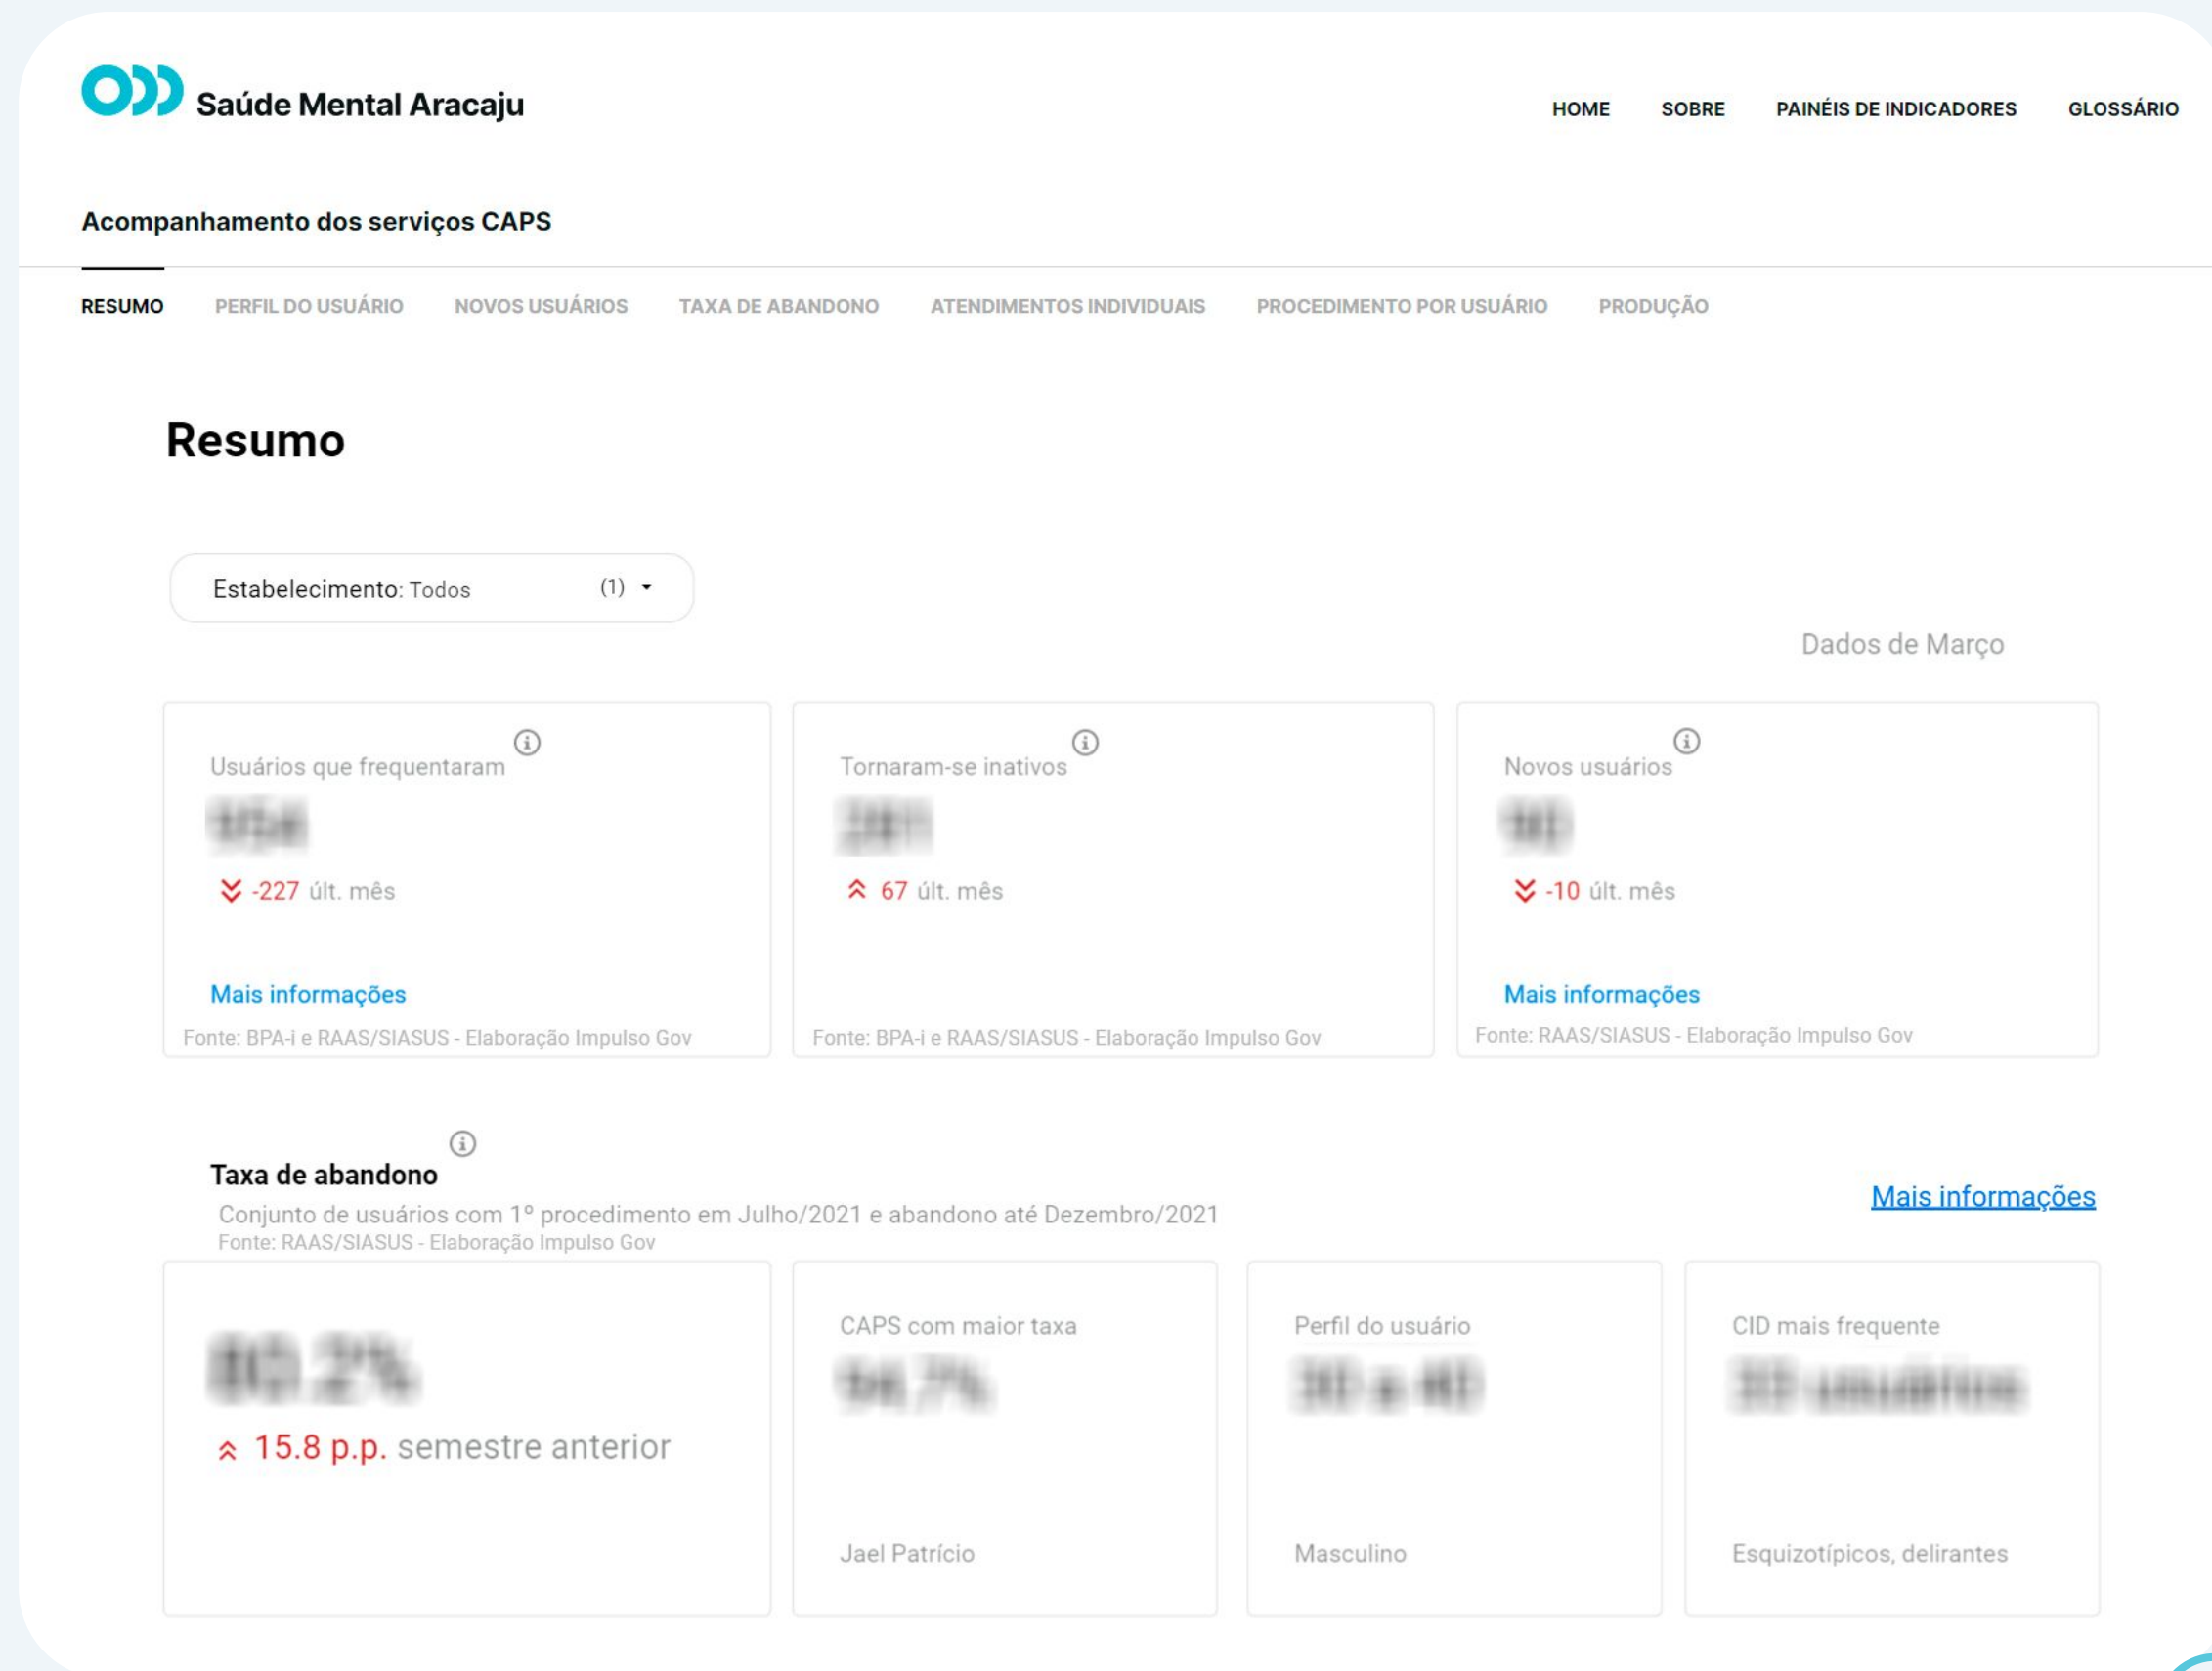 Saúde Mental Aracaju
HOME SOBRE PAINÉIS DE INDICADORES GLOSSÁRIO
Acompanhamento dos serviços CAPS
RESUMO PERFIL DO USUÁRIO NOVOS USUÁRIOS TAXA DE ABANDONO ATENDIMENTOS INDIVIDUAIS PROCEDIMENTO POR USUÁRIO PRODUÇÃO
Resumo
Estabelecimento: Todos (1)
Dados de Março
Usuários que frequentaram
-227 últ. mês
Mais informações
Fonte: BPA-i e RAAS/SIASUS - Elaboração Impulso Gov
Tornaram-se inativos
67 últ. mês
Fonte: BPA-i e RAAS/SIASUS - Elaboração Impulso Gov
Novos usuários
-10 últ. mês
Mais informações
Fonte: RAAS/SIASUS - Elaboração Impulso Gov
Taxa de abandono
Conjunto de usuários com 1º procedimento em Julho/2021 e abandono até Dezembro/2021
Fonte: RAAS/SIASUS - Elaboração Impulso Gov
Mais informações
15.8 p.p. semestre anterior
CAPS com maior taxa
Jael Patrício
Perfil do usuário
Masculino
CID mais frequente
Esquizotípicos, delirantes